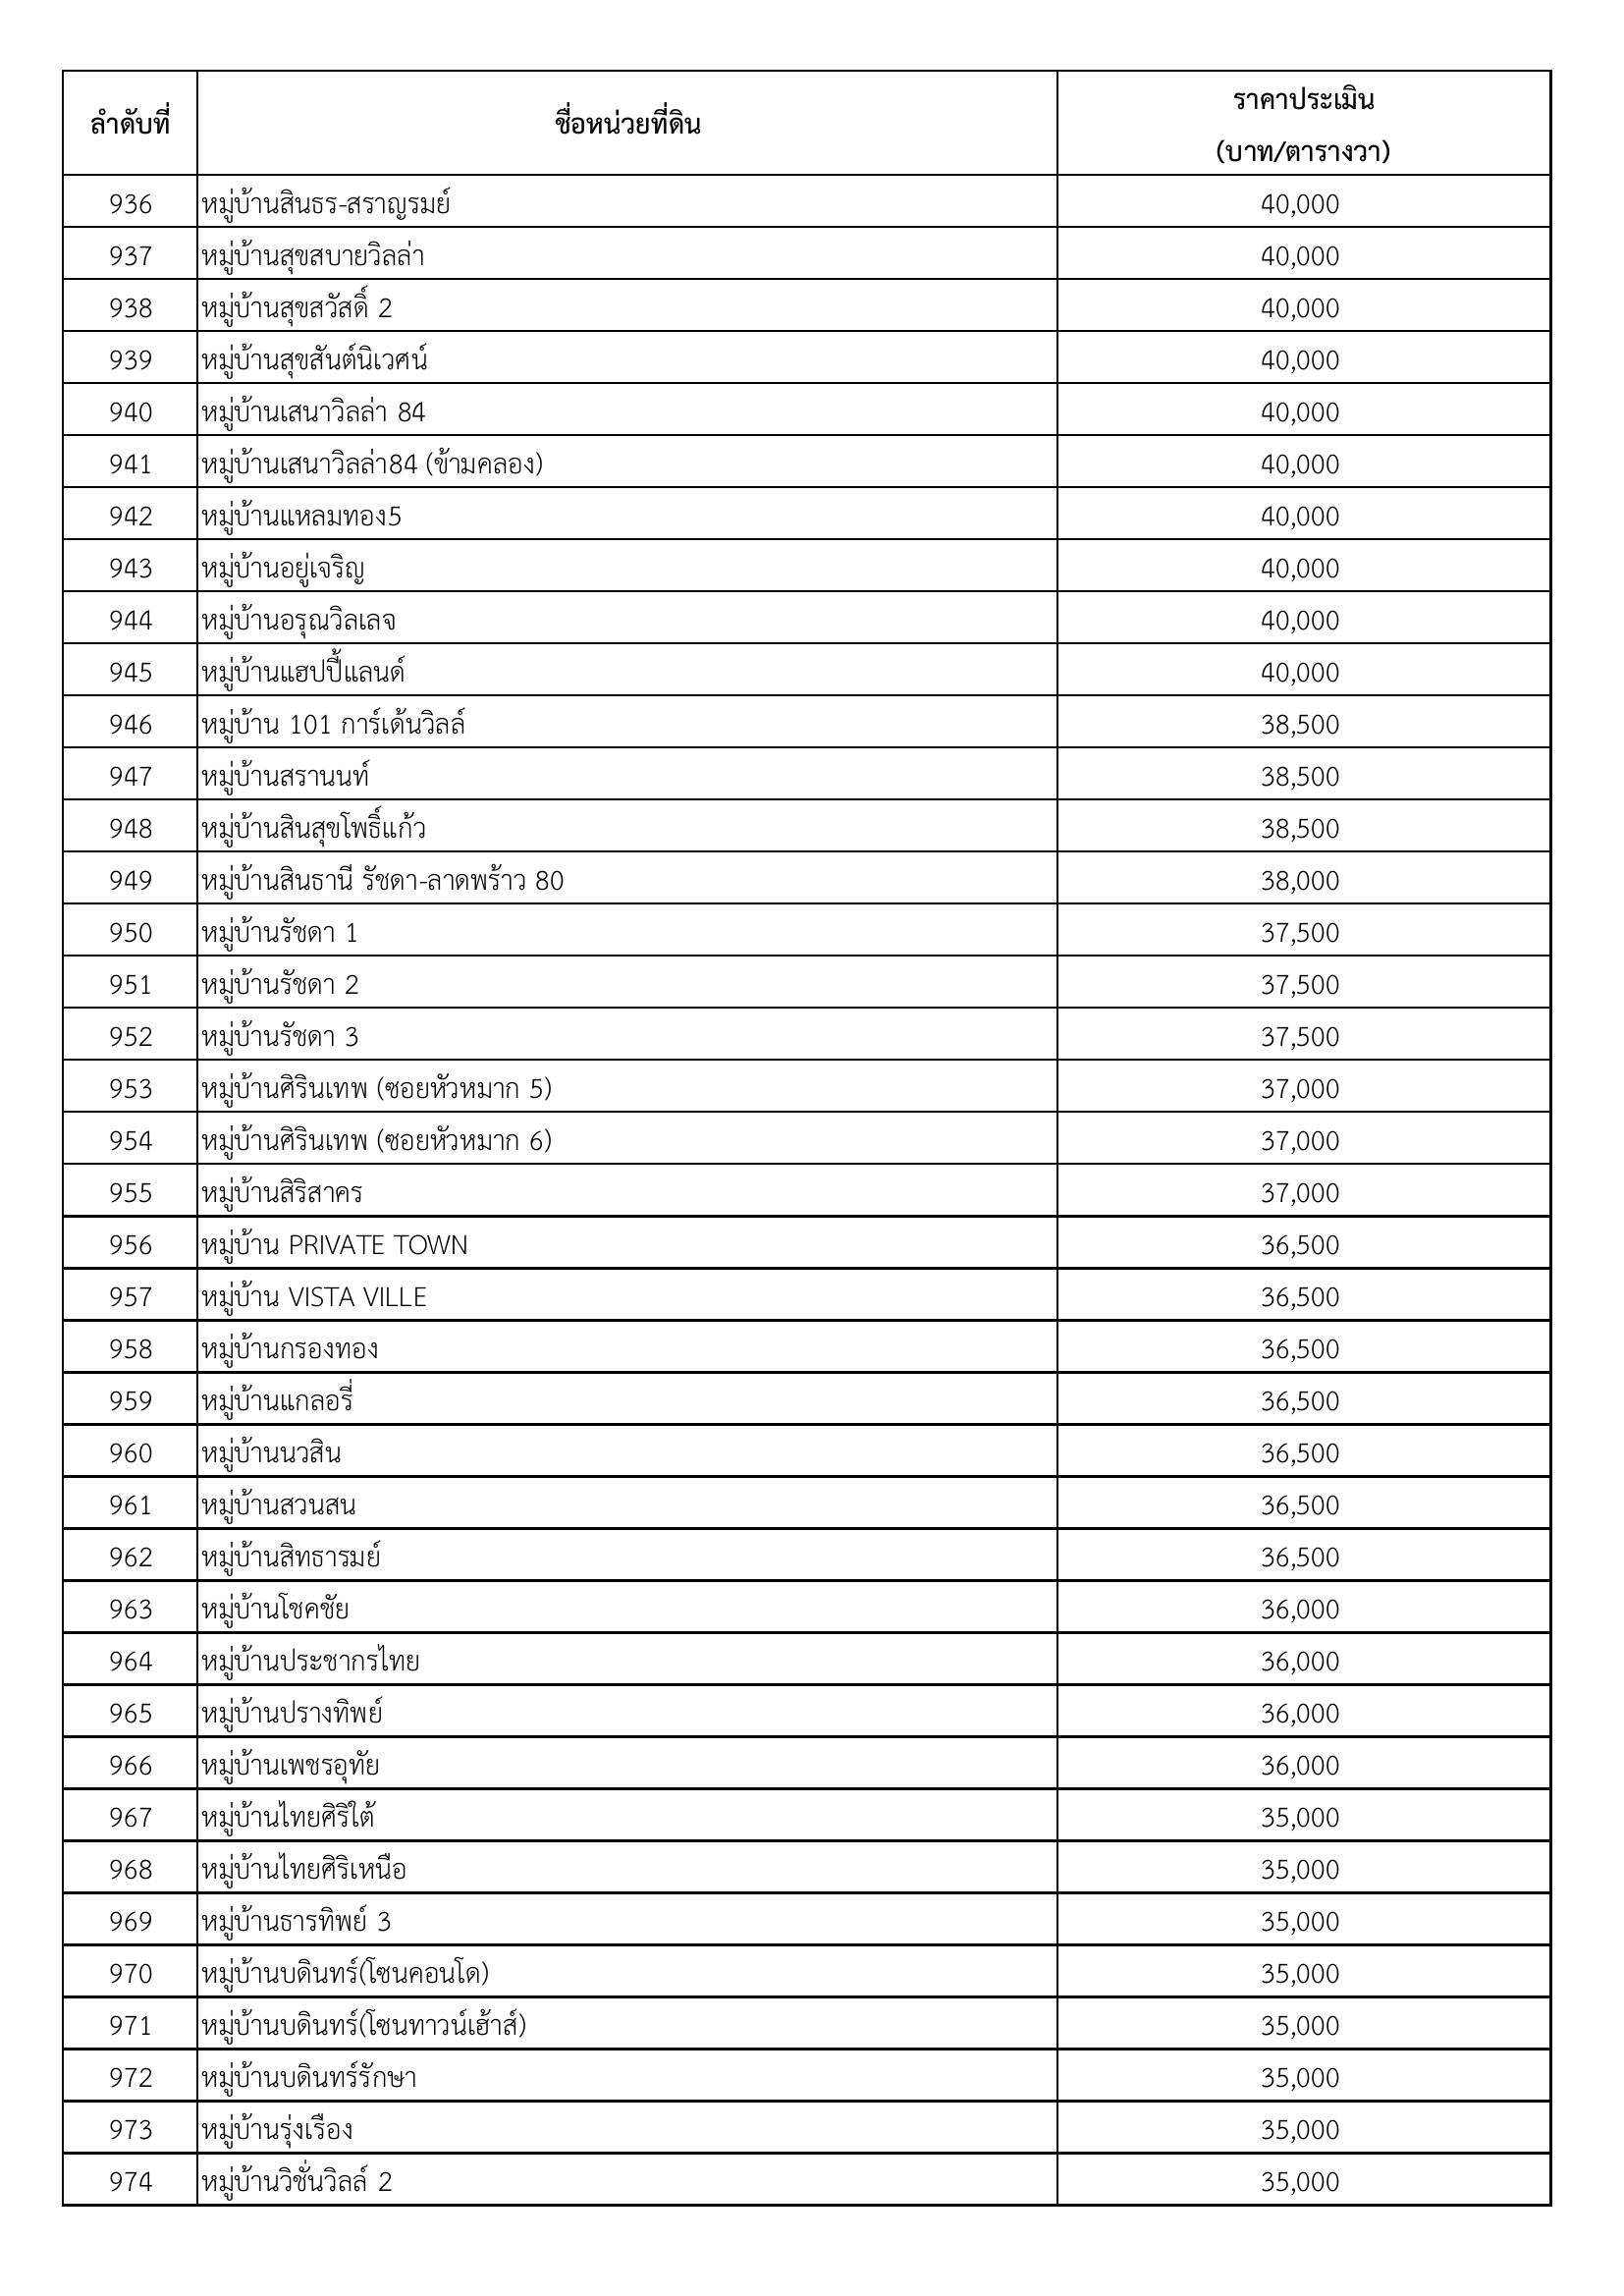 ลำดับที่ ชื่อหน่วยที่ดิน ราคาประเมิน
(บาท/ตารางวา)
936 หมู่บ้านสินธร-สราญรมย์ 40,000
937 หมู่บ้านสุขสบายวิลล่า 40,000
938 หมู่บ้านสุขสวัสดิ์ 2 40,000
939 หมู่บ้านสุขสันต์นิเวศน์ 40,000
940 หมู่บ้านเสนาวิลล่า 84 40,000
941 หมู่บ้านเสนาวิลล่า84 (ข้ามคลอง) 40,000
942 หมู่บ้านแหลมทอง5 40,000
943 หมู่บ้านอยู่เจริญ 40,000
944 หมู่บ้านอรุณวิลเลจ 40,000
945 หมู่บ้านแฮปปี้แลนด์ 40,000
946 หมู่บ้าน 101 การ์เด้นวิลล์ 38,500
947 หมู่บ้านสรานนท์ 38,500
948 หมู่บ้านสินสุขโพธิ์แก้ว 38,500
949 หมู่บ้านสินธานี รัชดา-ลาดพร้าว 80 38,000
950 หมู่บ้านรัชดา 1 37,500
951 หมู่บ้านรัชดา 2 37,500
952 หมู่บ้านรัชดา 3 37,500
953 หมู่บ้านศิรินเทพ (ซอยหัวหมาก 5) 37,000
954 หมู่บ้านศิรินเทพ (ซอยหัวหมาก 6) 37,000
955 หมู่บ้านสิริสาคร 37,000
956 หมู่บ้าน PRIVATE TOWN 36,500
957 หมู่บ้าน VISTA VILLE 36,500
958 หมู่บ้านกรองทอง 36,500
959 หมู่บ้านแกลอรี่ 36,500
960 หมู่บ้านนวสิน 36,500
961 หมู่บ้านสวนสน 36,500
962 หมู่บ้านสิทธารมย์ 36,500
963 หมู่บ้านโชคชัย 36,000
964 หมู่บ้านประชากรไทย 36,000
965 หมู่บ้านปรางทิพย์ 36,000
966 หมู่บ้านเพชรอุทัย 36,000
967 หมู่บ้านไทยศิริใต้ 35,000
968 หมู่บ้านไทยศิริเหนือ 35,000
969 หมู่บ้านธารทิพย์ 3 35,000
970 หมู่บ้านบดินทร์(โซนคอนโด) 35,000
971 หมู่บ้านบดินทร์(โซนทาวน์เฮ้าส์) 35,000
972 หมู่บ้านบดินทร์รักษา 35,000
973 หมู่บ้านรุ่งเรือง 35,000
974 หมู่บ้านวิชั่นวิลล์ 2 35,000